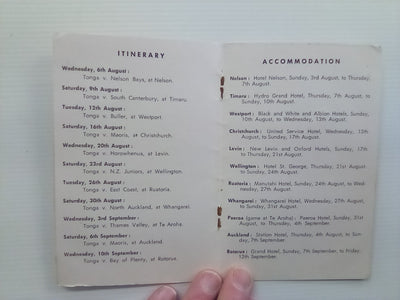 ITINERARY
Wednesday, 6th August :
Tonga v. Nelson Bays, at Nelson.
Saturday, 9th August :
Tonga v. South Canterbury, at Timaru.
Tuesday, 12th August :
Tonga v. Buller, at Westport.
Saturday, 16th August :
Tonga v. Maoris, at Christchurch.
Wednesday, 20th August :
Tonga v. Horowhenua, at Levin.
Saturday, 23rd August :
Tonga v. N.Z. Juniors, at Wellington.
Tuesday, 26th August :
Tonga v. East Coast, at Ruatoria.
Saturday, 30th August :
Tonga v. North Auckland, at Whangarei.
Wednesday, 3rd September :
Tonga v. Thames Valley, at Te Aroha.
Saturday, 6th September :
Tonga v. Maoris, at Auckland.
Wednesday, 10th September :
Tonga v. Bay of Plenty, at Rotorua.
ACCOMMODATION
Nelson : Hotel Nelson, Sunday, 3rd August, to Thursday,
7th August.
Timaru : Hydro Grand Hotel, Thursday, 7th August, to
Sunday, 10th August.
Westport : Black and White and Albion Hotels, Sunday,
10th August, to Wednesday, 13th August.
Christchurch : United Service Hotel, Wednesday, 13th
August, to Sunday, 17th August.
Levin : New Levin and Oxford Hotels, Sunday, 17th
August, to Thursday, 21st August.
Wellington : Hotel St. George, Thursday, 21st August
to Sunday, 24th August.
Ruatoria : Manutahi Hotel, Sunday, 24th August, to Wed-
nesday, 27th August.
Whangarei : Whangarei Hotel, Wednesday, 27th August,
to Sunday, 31st August.
Paeroa (game at Te Aroha) : Paeroa Hotel, Sunday, 31st
August, to Thursday, 4th September.
Auckland : Station Hotel, Thursday, 4th August, to Sun-
day, 7th September.
Rotorua : Grand Hotel, Sunday, 7th September, to Friday,
12th September.